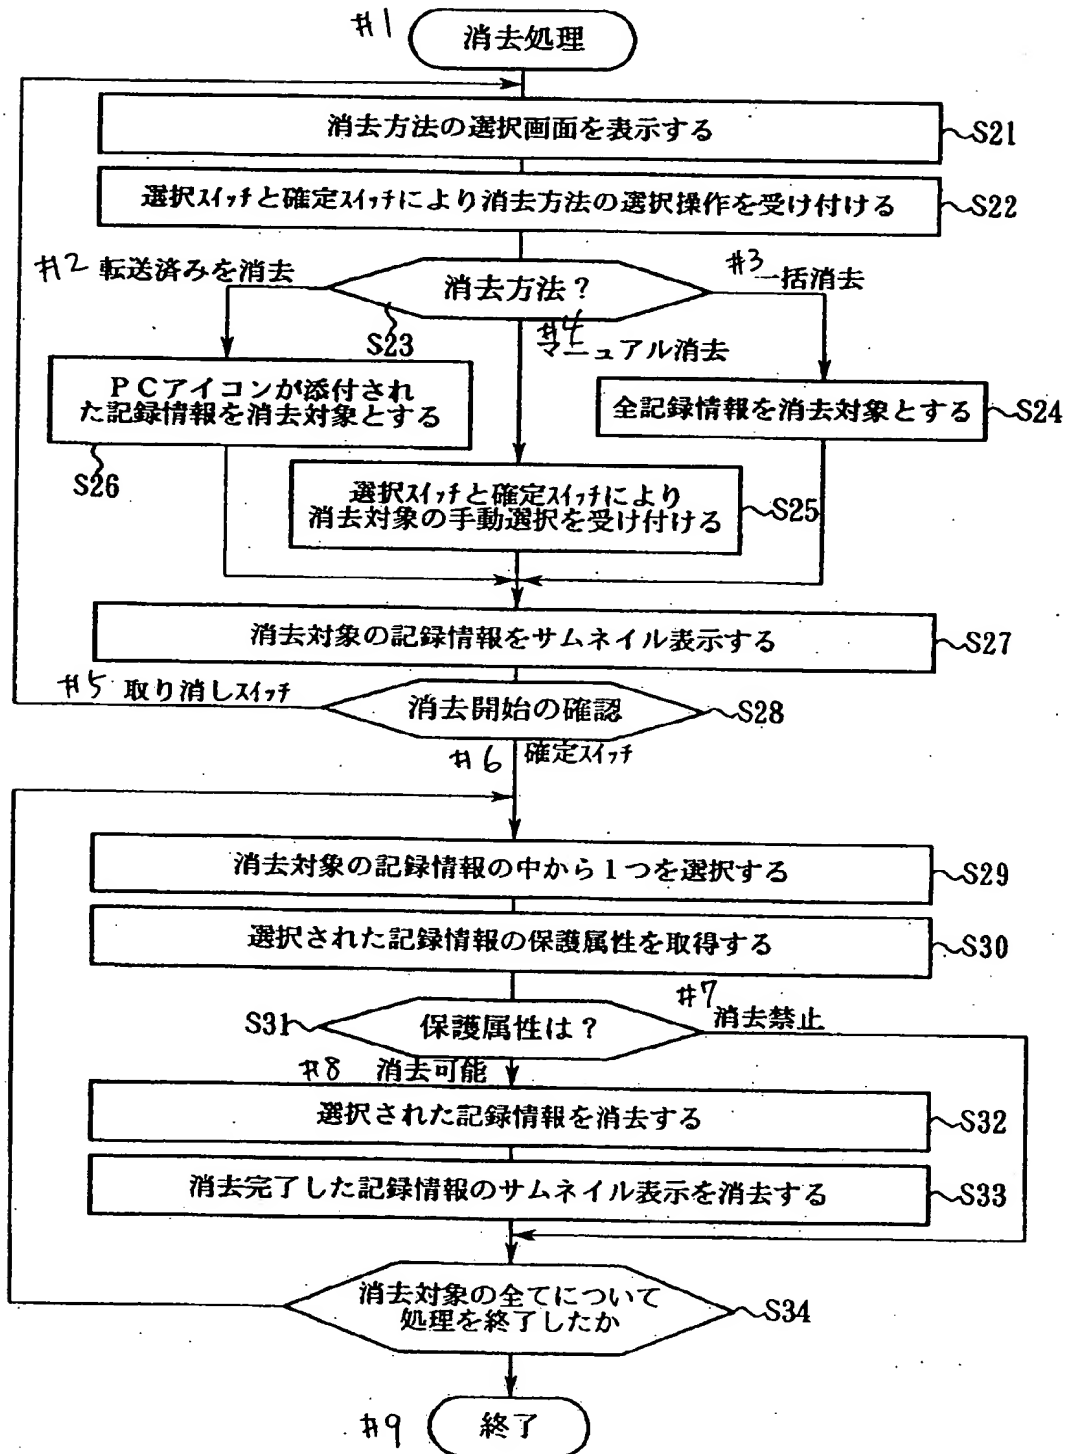 #1 消去処理
消去方法の選択画面を表示する S21
選択スイッチと確定スイッチにより消去方法の選択操作を受け付ける S22
#2 転送済みを消去
消去方法？
#3 一括消去
S23
#4
マニュアル消去
PCアイコンが添付され
た記録情報を消去対象とする
S26
全記録情報を消去対象とする S24
選択スイッチと確定スイッチにより
消去対象の手動選択を受け付ける S25
消去対象の記録情報をサムネイル表示する S27
#5 取り消しスイッチ
消去開始の確認 S28
#6 確定スイッチ
消去対象の記録情報の中から1つを選択する S29
選択された記録情報の保護属性を取得する S30
S31 保護属性は？
#7 消去禁止
#8 消去可能
選択された記録情報を消去する S32
消去完了した記録情報のサムネイル表示を消去する S33
消去対象の全てについて
処理を終了したか S34
#9 終了